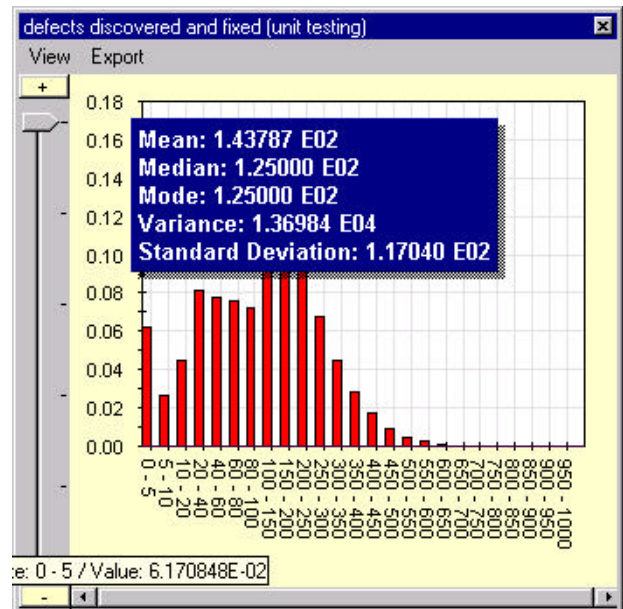 defects discovered and fixed (unit testing)
View Export
+
0.18
0.16
0.14
0.12
0.10
0.08
0.06
0.04
0.02
0.00
Mean: 1.43787 E02
Median: 1.25000 E02
Mode: 1.25000 E02
Variance: 1.36984 E04
Standard Deviation: 1.17040 E02
0 - 5
5 - 10
10 - 20
20 - 40
40 - 60
60 - 80
80 - 100
100 - 150
150 - 200
200 - 250
250 - 300
300 - 350
350 - 400
400 - 450
450 - 500
500 - 550
550 - 600
600 - 650
650 - 700
700 - 750
750 - 800
800 - 850
850 - 900
900 - 950
950 - 1000
e: 0 - 5 / Value: 6.170848E-02
-